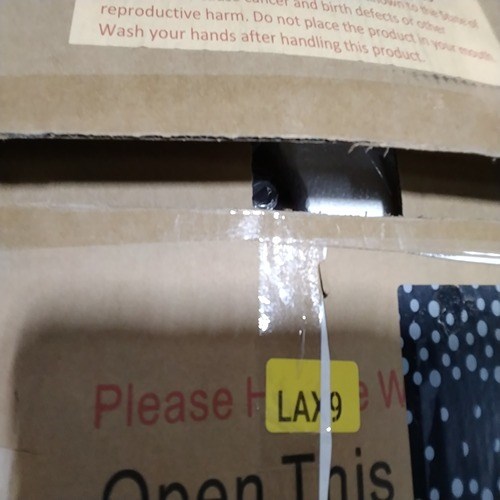 cancer and birth defects or other
reproductive harm. Do not place the product in your mouth.
Wash your hands after handling this product.
Please H e W
LAX9
Open This